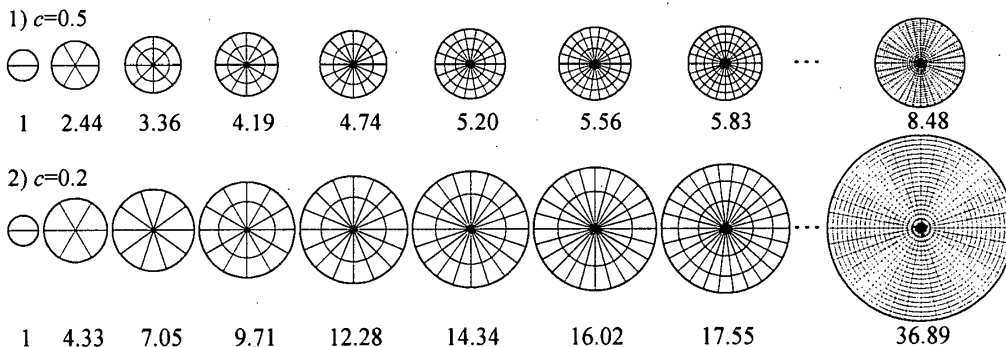 1) c=0.5
1 2.44 3.36 4.19 4.74 5.20 5.56 5.83 ... 8.48
2) c=0.2
1 4.33 7.05 9.71 12.28 14.34 16.02 17.55 ... 36.89